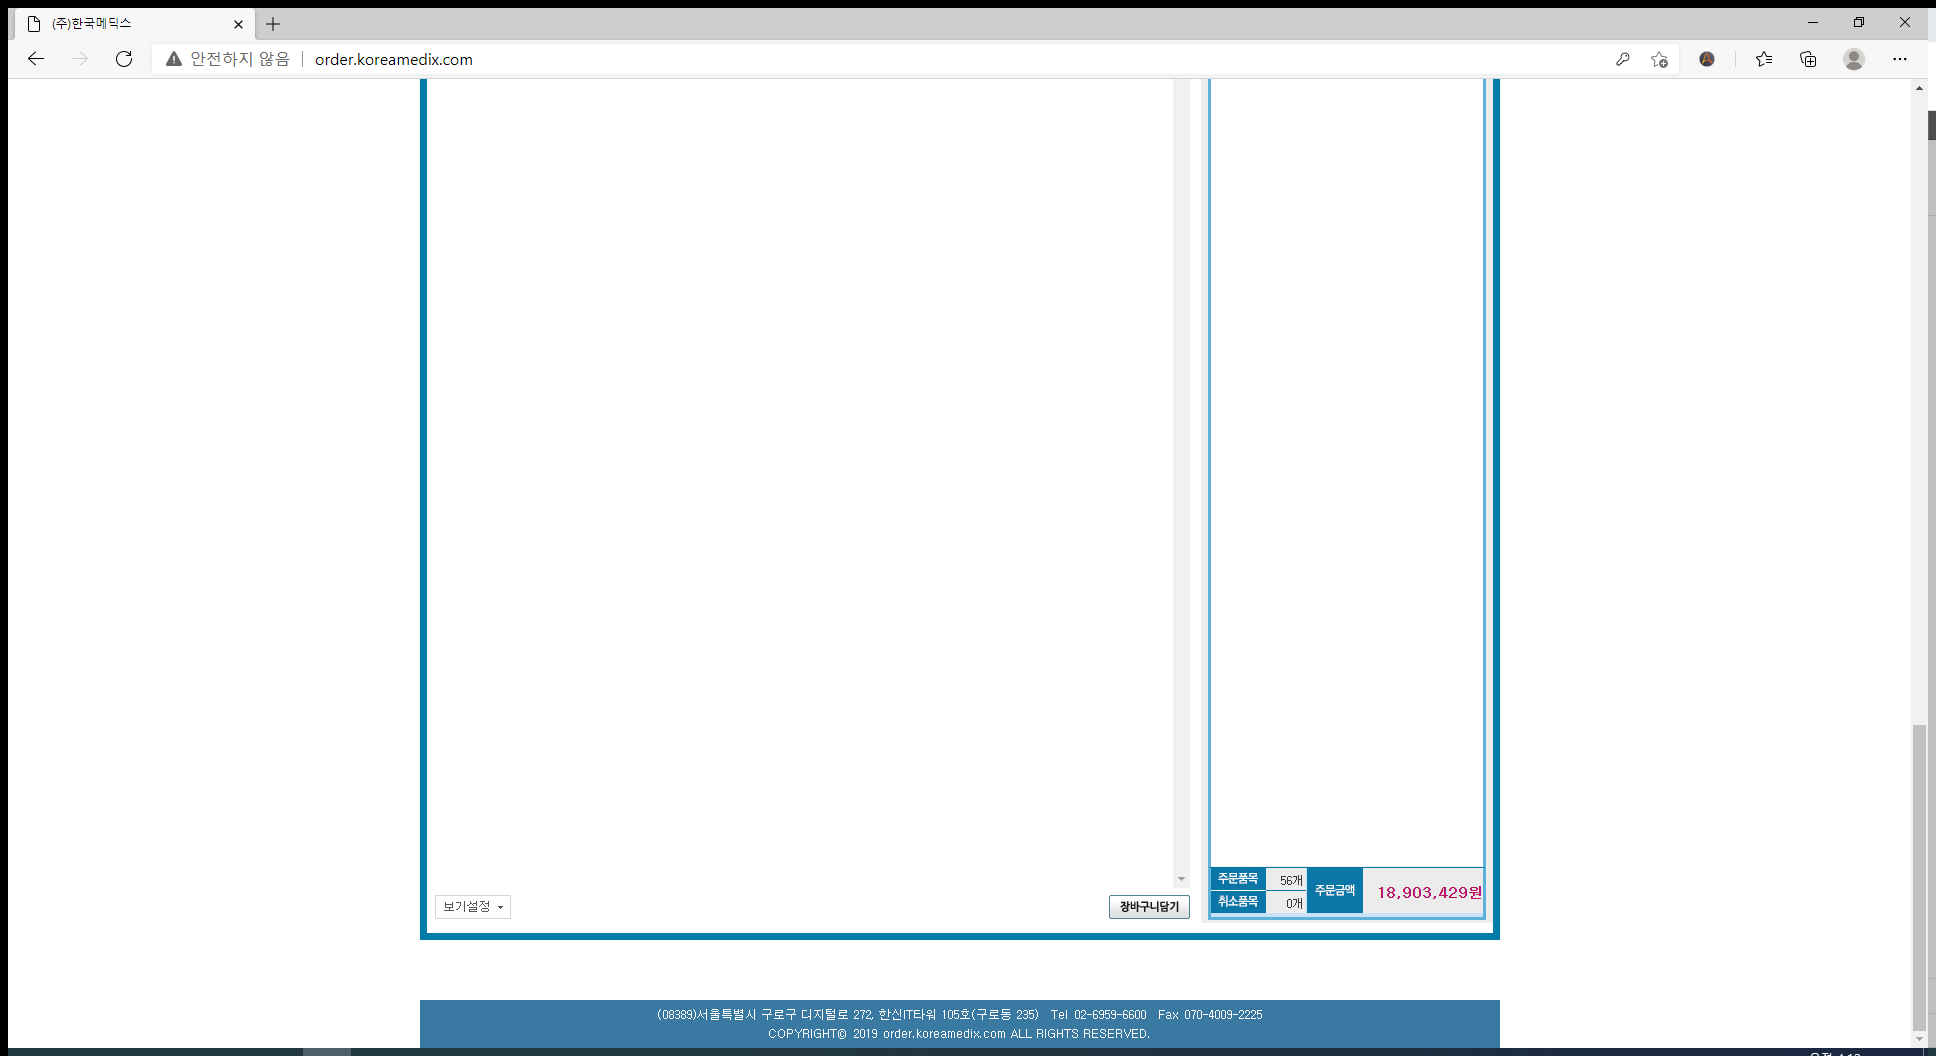 (주)한국메딕스
안전하지 않음 order.koreamedix.com
주문품목 56개
주문금액 18,903,429원
취소품목 0개
보기설정
장바구니담기
(08389)서울특별시 구로구 디지털로 272, 한신IT타워 105호(구로동 235) Tel 02-6959-6600 Fax 070-4009-2225
COPYRIGHT© 2019 order.koreamedix.com ALL RIGHTS RESERVED.